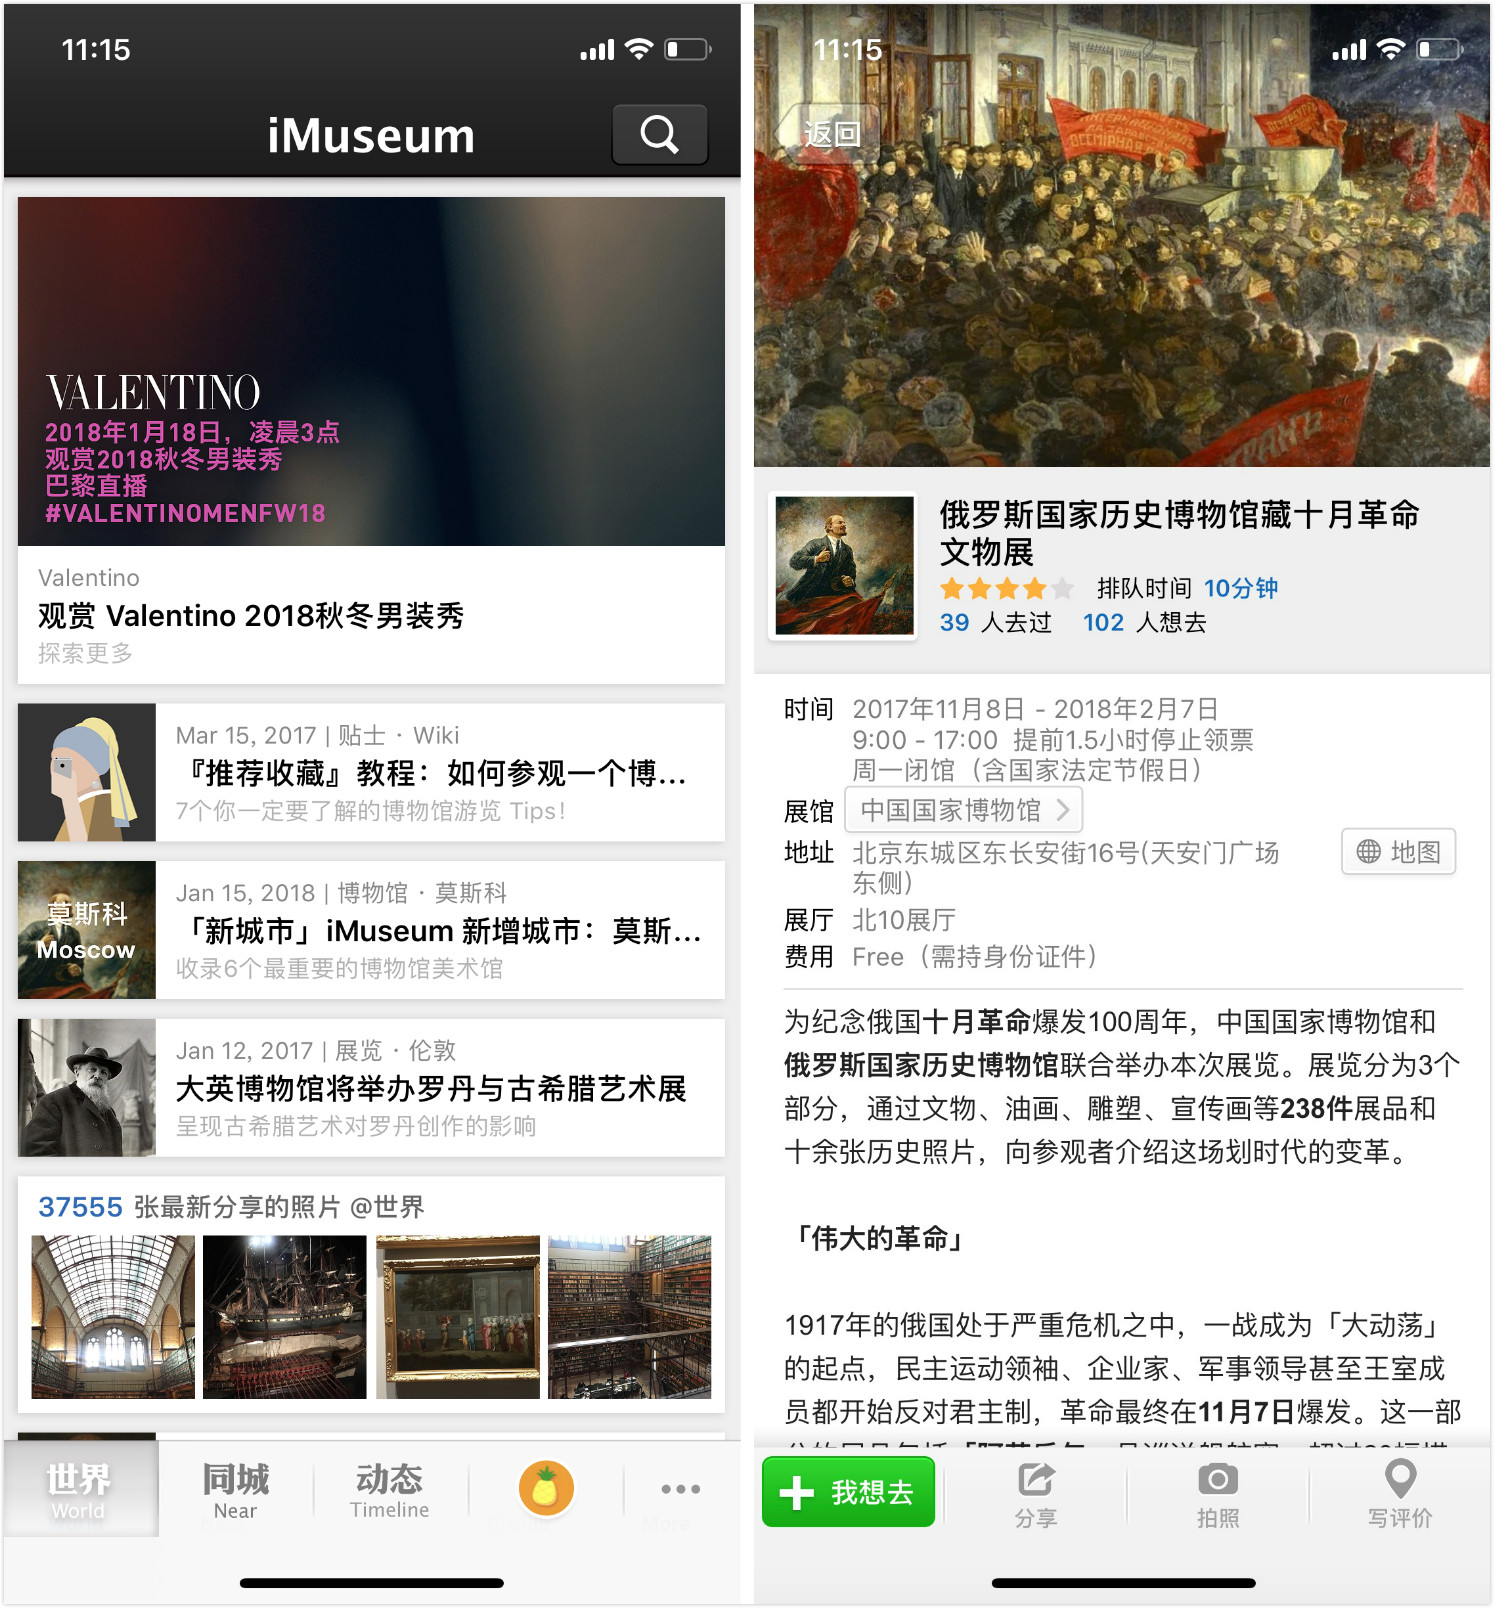 11:15
iMuseum
VALENTINO
2018年1月18日，凌晨3点
观赏2018秋冬男装秀
巴黎直播
#VALENTINOMENFW18
Valentino
观赏 Valentino 2018秋冬男装秀
探索更多
Mar 15, 2017 | 贴士 · Wiki
『推荐收藏』教程：如何参观一个博...
7个你一定要了解的博物馆游览 Tips！
莫斯科
Moscow
Jan 15, 2018 | 博物馆 · 莫斯科
「新城市」iMuseum 新增城市：莫斯...
收录6个最重要的博物馆美术馆
Jan 12, 2017 | 展览 · 伦敦
大英博物馆将举办罗丹与古希腊艺术展
呈现古希腊艺术对罗丹创作的影响
37555 张最新分享的照片 @世界
世界
World
同城
Near
动态
Timeline
11:15
返回
ВСЕМІРНАЯ
俄罗斯国家历史博物馆藏十月革命
文物展
排队时间 10分钟
39 人去过 102 人想去
时间 2017年11月8日 - 2018年2月7日
9:00 - 17:00 提前1.5小时停止领票
周一闭馆（含国家法定节假日）
展馆 中国国家博物馆
地址 北京东城区东长安街16号(天安门广场
东侧)
地图
展厅 北10展厅
费用 Free（需持身份证件）
为纪念俄国十月革命爆发100周年，中国国家博物馆和
俄罗斯国家历史博物馆联合举办本次展览。展览分为3个
部分，通过文物、油画、雕塑、宣传画等238件展品和
十余张历史照片，向参观者介绍这场划时代的变革。
「伟大的革命」
1917年的俄国处于严重危机之中，一战成为「大动荡」
的起点，民主运动领袖、企业家、军事领导甚至王室成
员都开始反对君主制，革命最终在11月7日爆发。这一部
我想去
分享
拍照
写评价